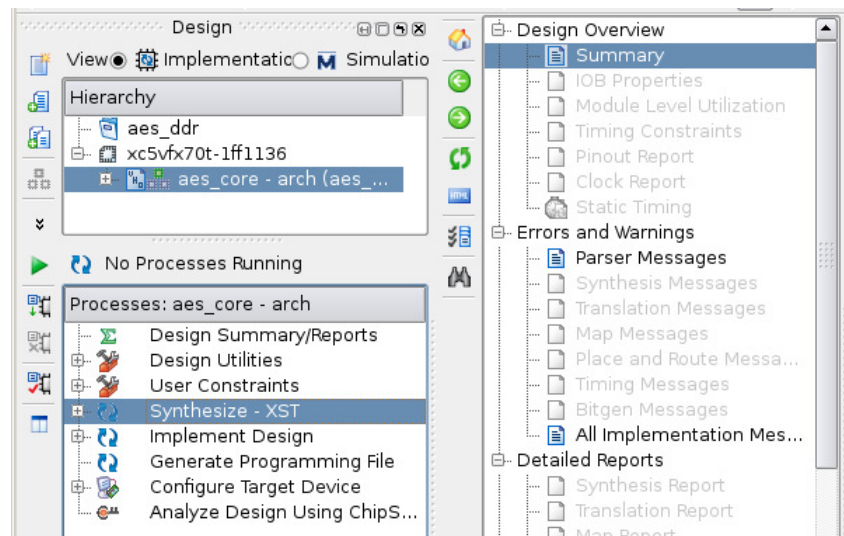 Design
View Implementatic Simulatio
Hierarchy
aes_ddr
xc5vfx70t-1ff1136
aes_core - arch (aes_...
No Processes Running
Processes: aes_core - arch
Design Summary/Reports
Design Utilities
User Constraints
Synthesize - XST
Implement Design
Generate Programming File
Configure Target Device
Analyze Design Using ChipS...
HTML
Design Overview
Summary
IOB Properties
Module Level Utilization
Timing Constraints
Pinout Report
Clock Report
Static Timing
Errors and Warnings
Parser Messages
Synthesis Messages
Translation Messages
Map Messages
Place and Route Messa...
Timing Messages
Bitgen Messages
All Implementation Mes...
Detailed Reports
Synthesis Report
Translation Report
Map Report